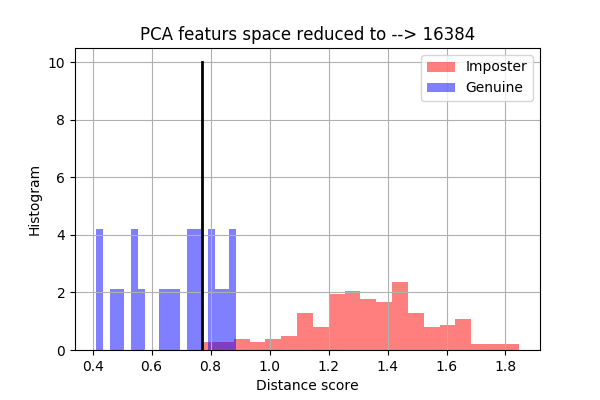 PCA featurs space reduced to --> 16384
Imposter
Genuine
10
8
6
4
2
0
Histogram
0.4 0.6 0.8 1.0 1.2 1.4 1.6 1.8
Distance score